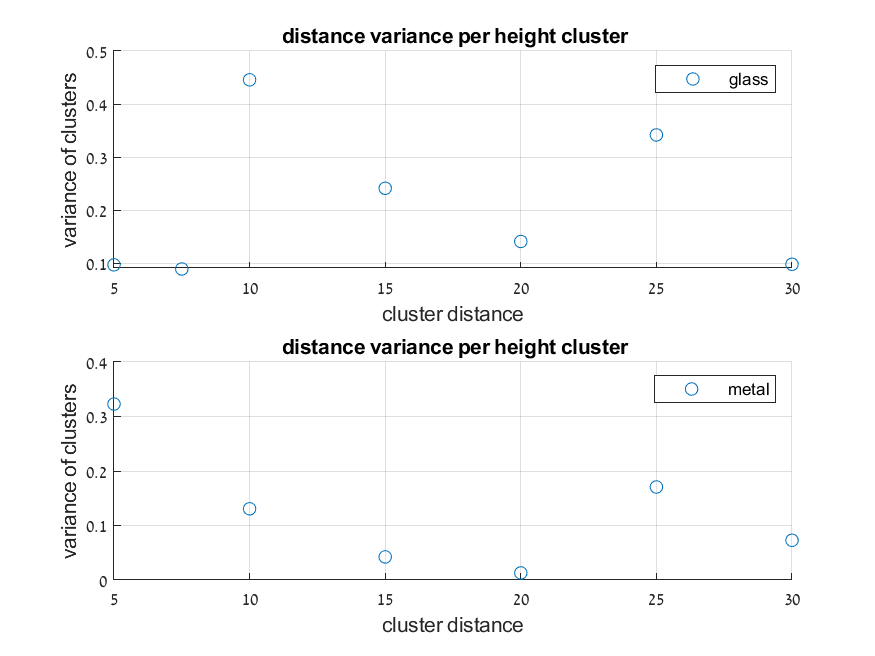 distance variance per height cluster
0.5
0.4
0.3
0.2
0.1
variance of clusters
glass
5 10 15 20 25 30
cluster distance
distance variance per height cluster
0.4
0.3
0.2
0.1
0
variance of clusters
metal
5 10 15 20 25 30
cluster distance